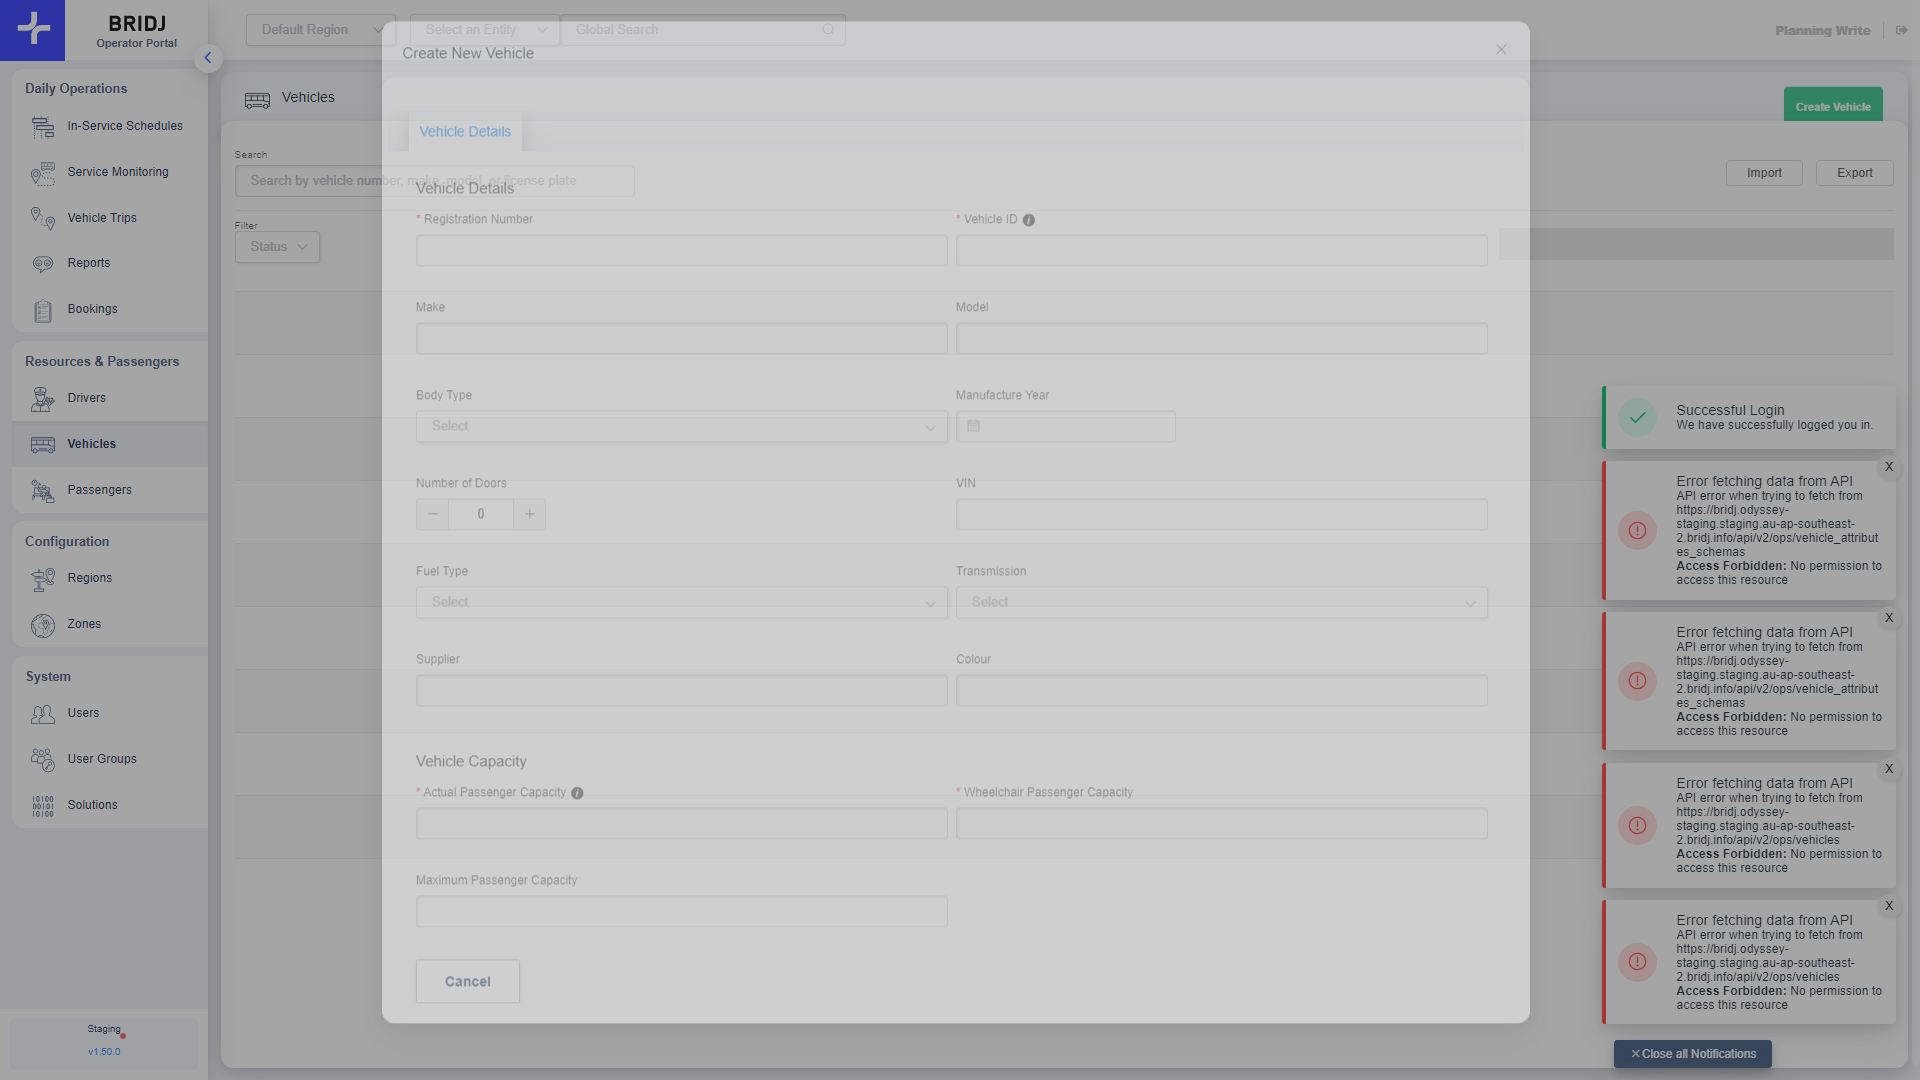 BRIDJ
Operator Portal
Default Region
Select an Entity
Global Search
Planning Write
Daily Operations
In-Service Schedules
Service Monitoring
Vehicle Trips
Reports
Bookings
Resources & Passengers
Drivers
Vehicles
Passengers
Configuration
Regions
Zones
System
Users
User Groups
Solutions
Staging
v1.50.0
Vehicles
Create Vehicle
Search
Search by vehicle number, make, model, or license plate
Import
Export
Filter
Status
Create New Vehicle
Vehicle Details
Vehicle Details
* Registration Number
* Vehicle ID
Make
Model
Body Type
Select
Manufacture Year
Number of Doors
0
VIN
Fuel Type
Select
Transmission
Select
Supplier
Colour
Vehicle Capacity
* Actual Passenger Capacity
* Wheelchair Passenger Capacity
Maximum Passenger Capacity
Cancel
Successful Login
We have successfully logged you in.
X
Error fetching data from API
API error when trying to fetch from
https://bridj.odyssey-
staging.staging.au-ap-southeast-
2.bridj.info/api/v2/ops/vehicle_attribut
es_schemas
Access Forbidden: No permission to
access this resource
X
Error fetching data from API
API error when trying to fetch from
https://bridj.odyssey-
staging.staging.au-ap-southeast-
2.bridj.info/api/v2/ops/vehicle_attribut
es_schemas
Access Forbidden: No permission to
access this resource
X
Error fetching data from API
API error when trying to fetch from
https://bridj.odyssey-
staging.staging.au-ap-southeast-
2.bridj.info/api/v2/ops/vehicles
Access Forbidden: No permission to
access this resource
X
Error fetching data from API
API error when trying to fetch from
https://bridj.odyssey-
staging.staging.au-ap-southeast-
2.bridj.info/api/v2/ops/vehicles
Access Forbidden: No permission to
access this resource
Close all Notifications